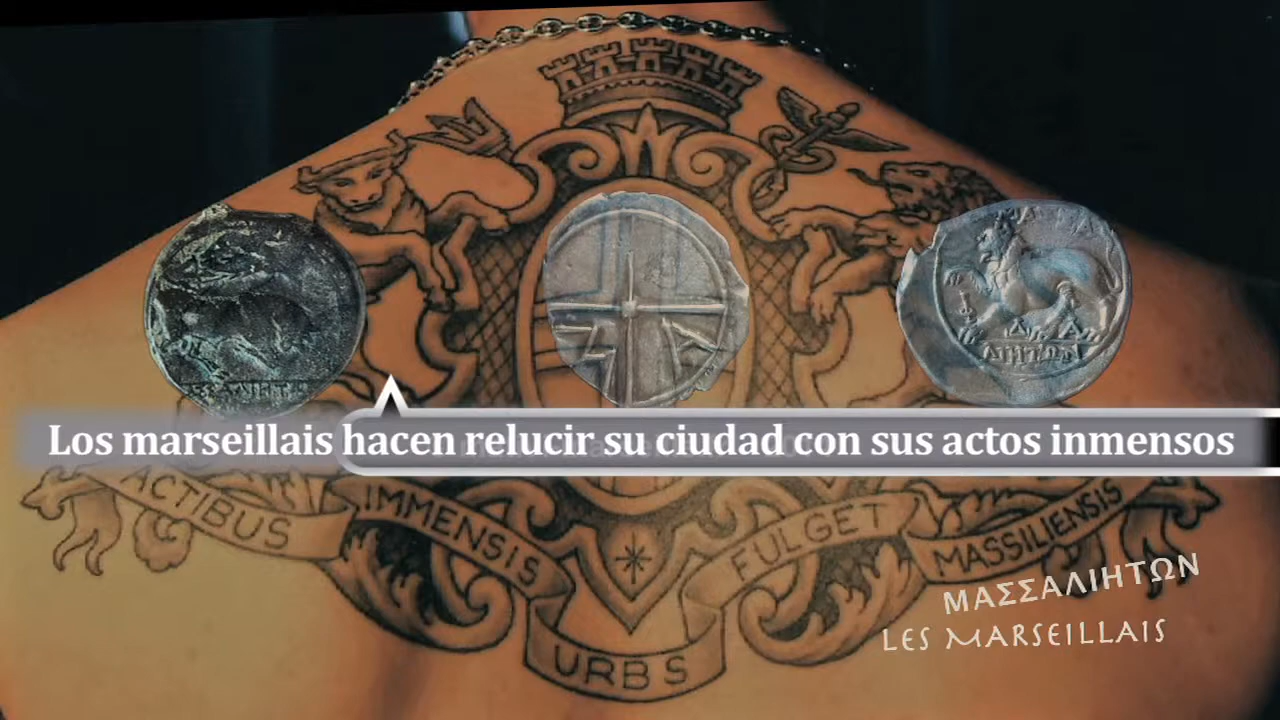 Los marseillais hacen relucir su ciudad con sus actos inmensos
ACTIBUS IMMENSIS URBS FULGET MASSILIENSIS
ΜΑΣΣΑΛΙΗΤΩΝ
LES MARSEILLAIS